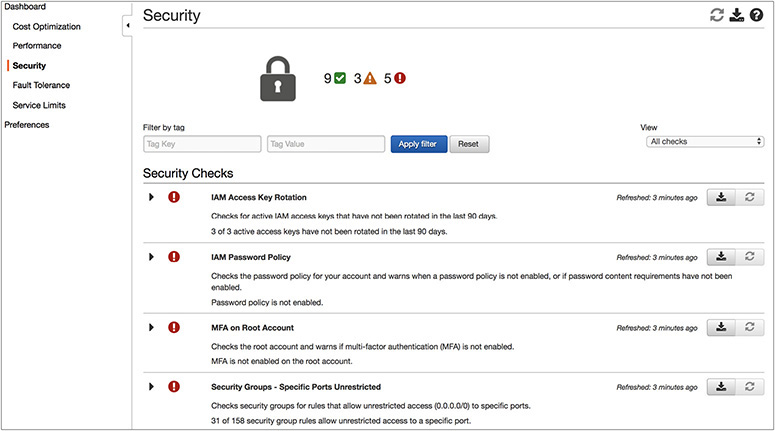 Dashboard
Cost Optimization
Performance
Security
Fault Tolerance
Service Limits
Preferences
Security
9 3 5
Filter by tag
View
Tag Key
Tag Value
Apply filter
Reset
All checks
Security Checks
IAM Access Key Rotation
Refreshed: 3 minutes ago
Checks for active IAM access keys that have not been rotated in the last 90 days.
3 of 3 active access keys have not been rotated in the last 90 days.
IAM Password Policy
Refreshed: 3 minutes ago
Checks the password policy for your account and warns when a password policy is not enabled, or if password content requirements have not been
enabled.
Password policy is not enabled.
MFA on Root Account
Refreshed: 3 minutes ago
Checks the root account and warns if multi-factor authentication (MFA) is not enabled.
MFA is not enabled on the root account.
Security Groups - Specific Ports Unrestricted
Refreshed: 3 minutes ago
Checks security groups for rules that allow unrestricted access (0.0.0.0/0) to specific ports.
31 of 158 security group rules allow unrestricted access to a specific port.